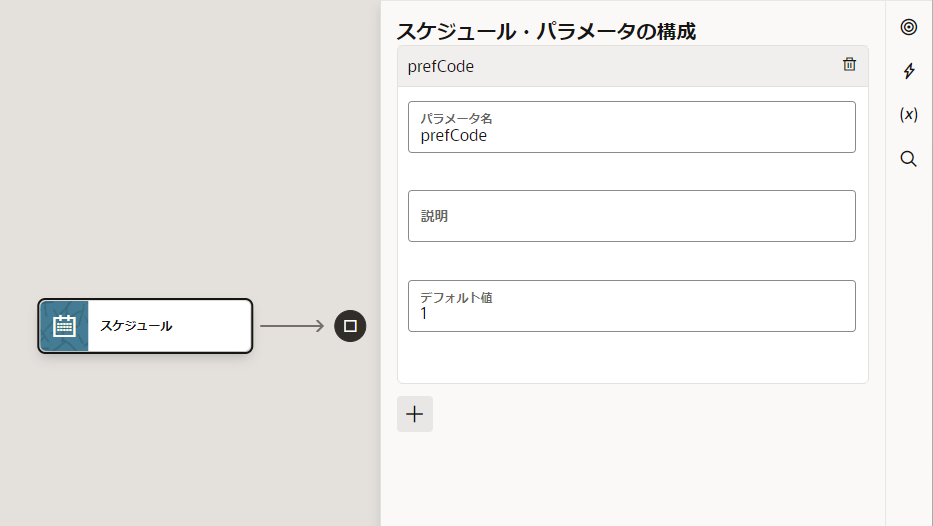 スケジュール・パラメータの構成
prefCode
パラメータ名
prefCode
説明
デフォルト値
1
スケジュール
(x)